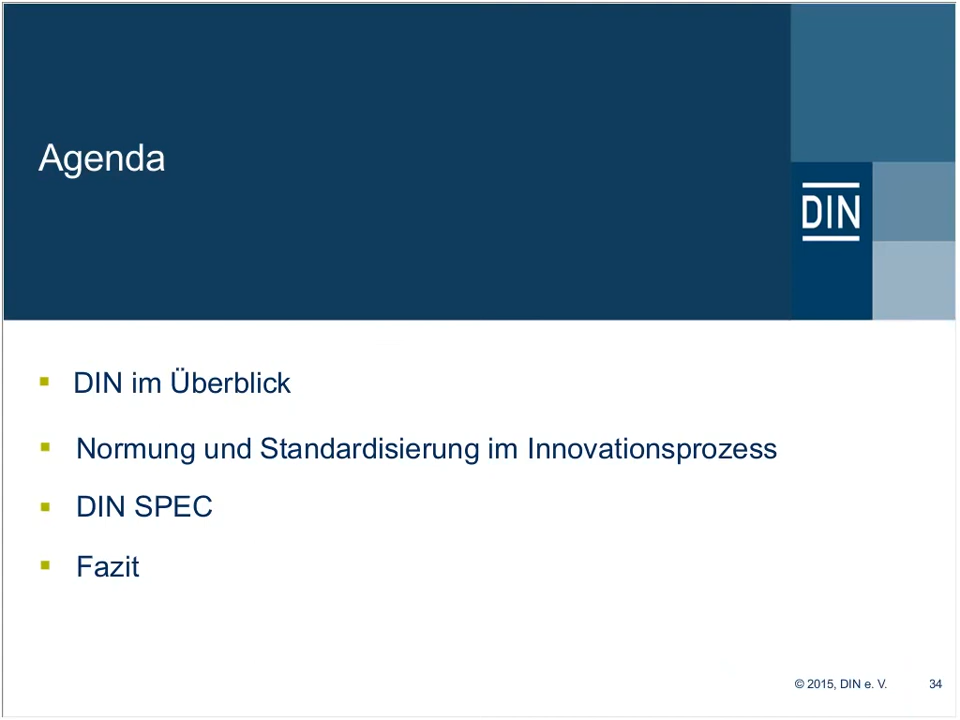 Agenda
DIN
DIN im Überblick
Normung und Standardisierung im Innovationsprozess
DIN SPEC
Fazit
© 2015, DIN e. V. 34